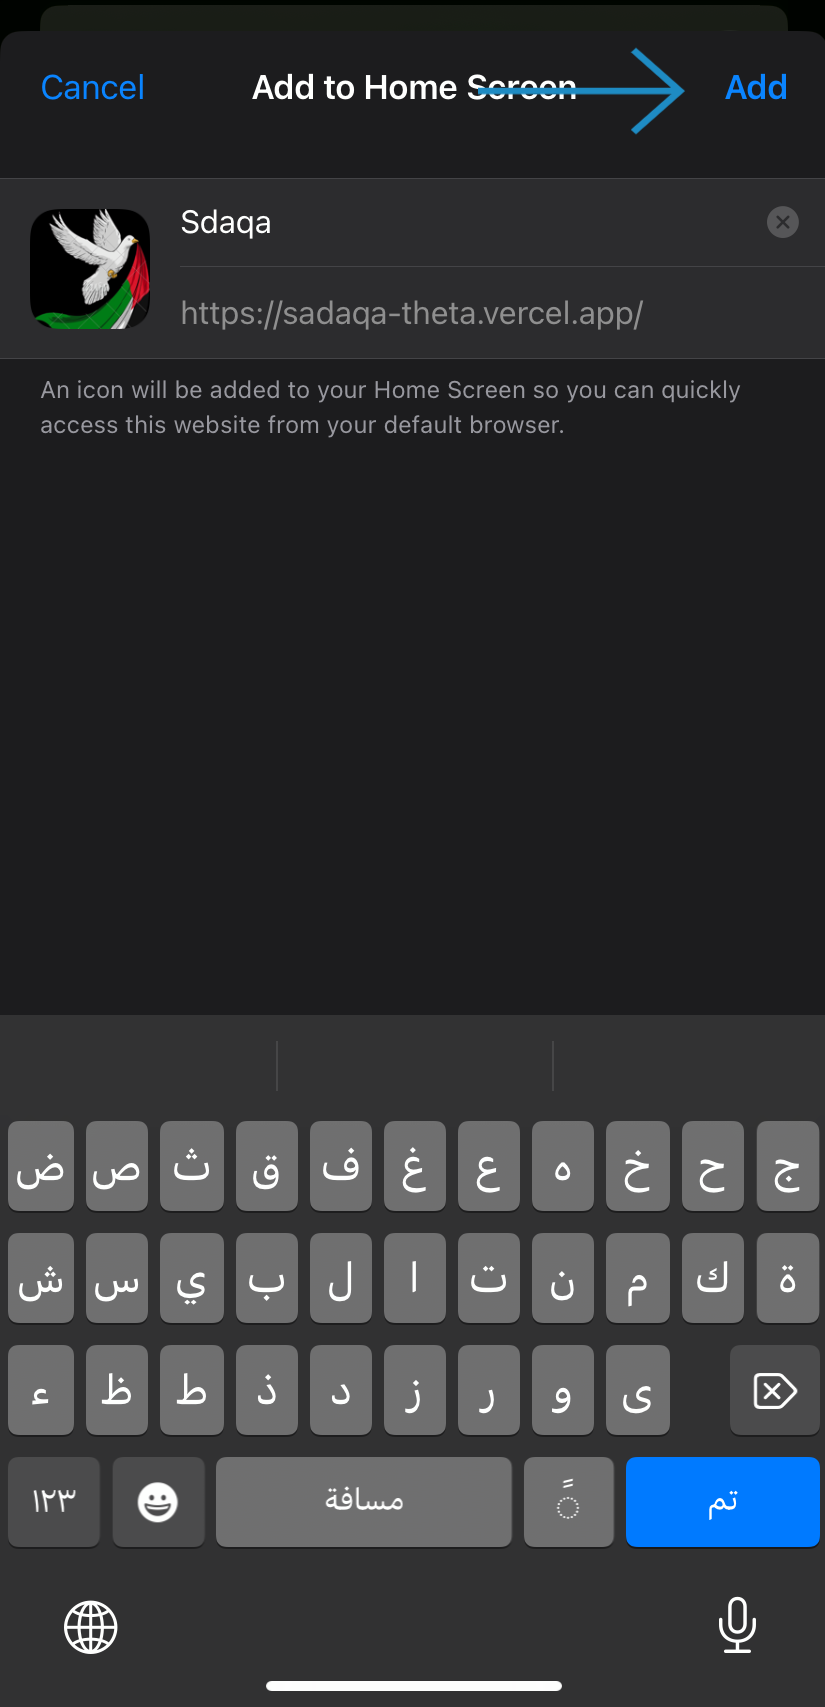 Cancel Add to Home Screen Add
Sdaqa
https://sadaqa-theta.vercel.app/
An icon will be added to your Home Screen so you can quickly
access this website from your default browser.
ض ص ث ق ف غ ع ه خ ح ج
ش س ي ب ل ا ت ن م ك ة
ء ظ ط ذ د ز ر و ى
١٢٣ مسافة تم